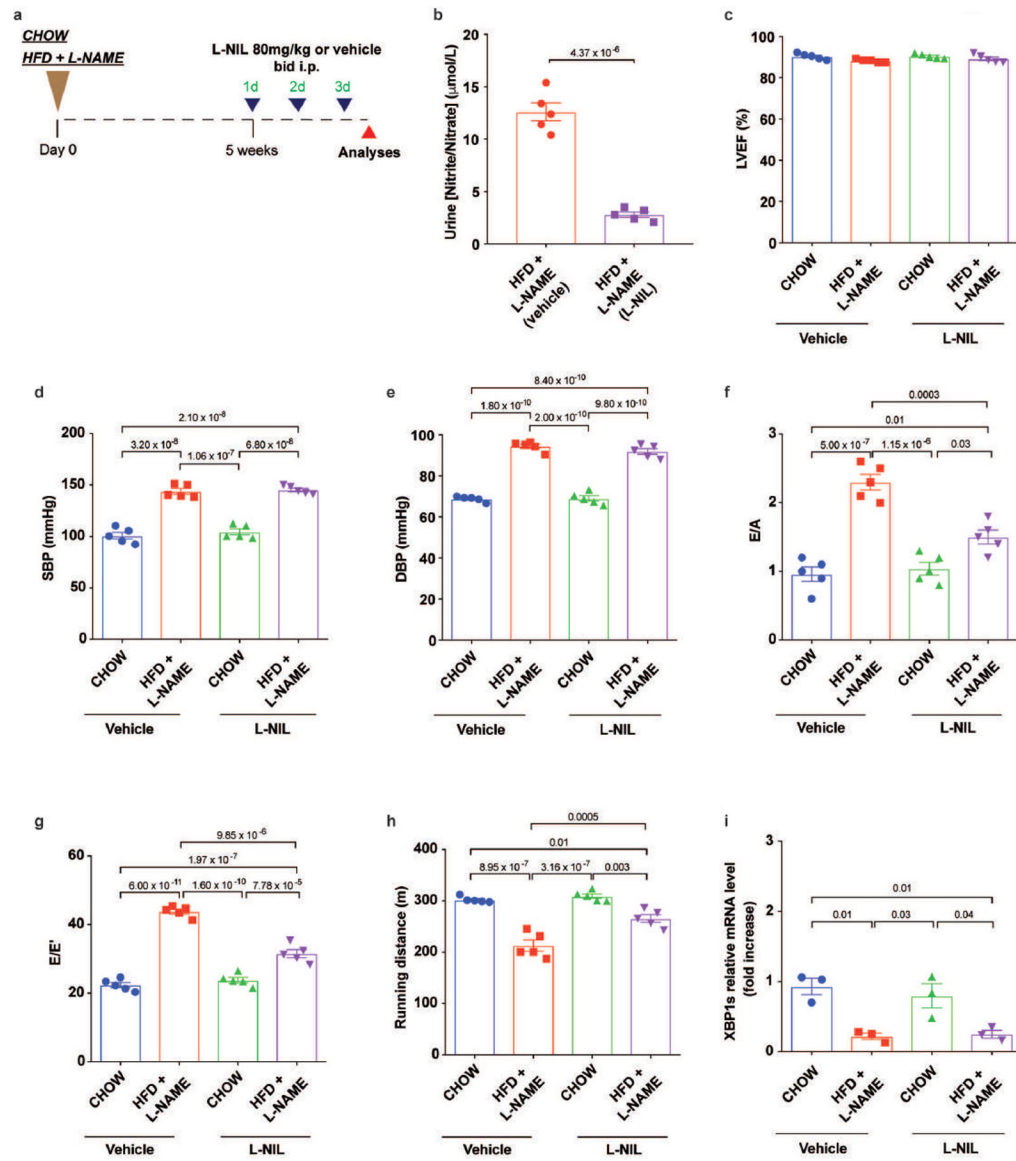 a
CHOW
HFD + L-NAME
L-NIL 80mg/kg or vehicle
bid i.p.
1d 2d 3d
Day 0
5 weeks
Analyses
b
Urine [Nitrite/Nitrate] (μmol/L)
20
15
10
5
0
4.37 x 10-6
HFD +
L-NAME
(vehicle)
HFD +
L-NAME
(L-NIL)
c
LVEF (%)
100
80
60
40
20
0
CHOW
HFD +
L-NAME
CHOW
HFD +
L-NAME
Vehicle
L-NIL
d
SBP (mmHg)
200
150
100
50
0
2.10 x 10-8
3.20 x 10-8
6.80 x 10-8
1.06 x 10-7
CHOW
HFD +
L-NAME
CHOW
HFD +
L-NAME
Vehicle
L-NIL
e
DBP (mmHg)
100
80
60
40
20
0
8.40 x 10-10
1.80 x 10-10
9.80 x 10-10
2.00 x 10-10
CHOW
HFD +
L-NAME
CHOW
HFD +
L-NAME
Vehicle
L-NIL
f
E/A
3
2
1
0
0.0003
0.01
5.00 x 10-7
1.15 x 10-6
0.03
CHOW
HFD +
L-NAME
CHOW
HFD +
L-NAME
Vehicle
L-NIL
g
E/E'
60
40
20
0
9.85 x 10-6
1.97 x 10-7
6.00 x 10-11
1.60 x 10-10
7.78 x 10-5
CHOW
HFD +
L-NAME
CHOW
HFD +
L-NAME
Vehicle
L-NIL
h
Running distance (m)
400
300
200
100
0
0.0005
0.01
8.95 x 10-7
3.16 x 10-7
0.003
CHOW
HFD +
L-NAME
CHOW
HFD +
L-NAME
Vehicle
L-NIL
i
XBP1s relative mRNA level
(fold increase)
3
2
1
0
0.01
0.01
0.03
0.04
CHOW
HFD +
L-NAME
CHOW
HFD +
L-NAME
Vehicle
L-NIL